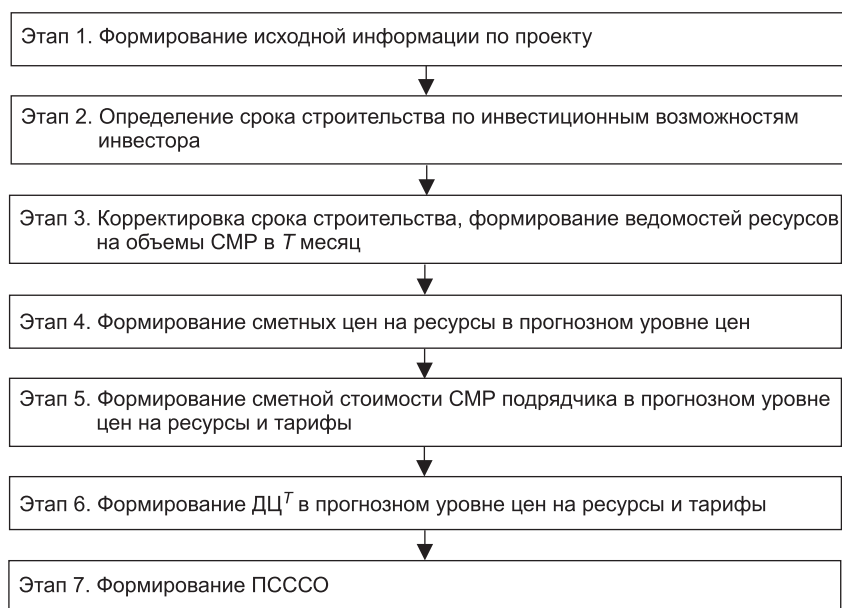 Этап 1. Формирование исходной информации по проекту
Этап 2. Определение срока строительства по инвестиционным возможностям
инвестора
Этап 3. Корректировка срока строительства, формирование ведомостей ресурсов
на объемы СМР в T месяц
Этап 4. Формирование сметных цен на ресурсы в прогнозном уровне цен
Этап 5. Формирование сметной стоимости СМР подрядчика в прогнозном уровне
цен на ресурсы и тарифы
Этап 6. Формирование ДЦᵀ в прогнозном уровне цен на ресурсы и тарифы
Этап 7. Формирование ПСССО